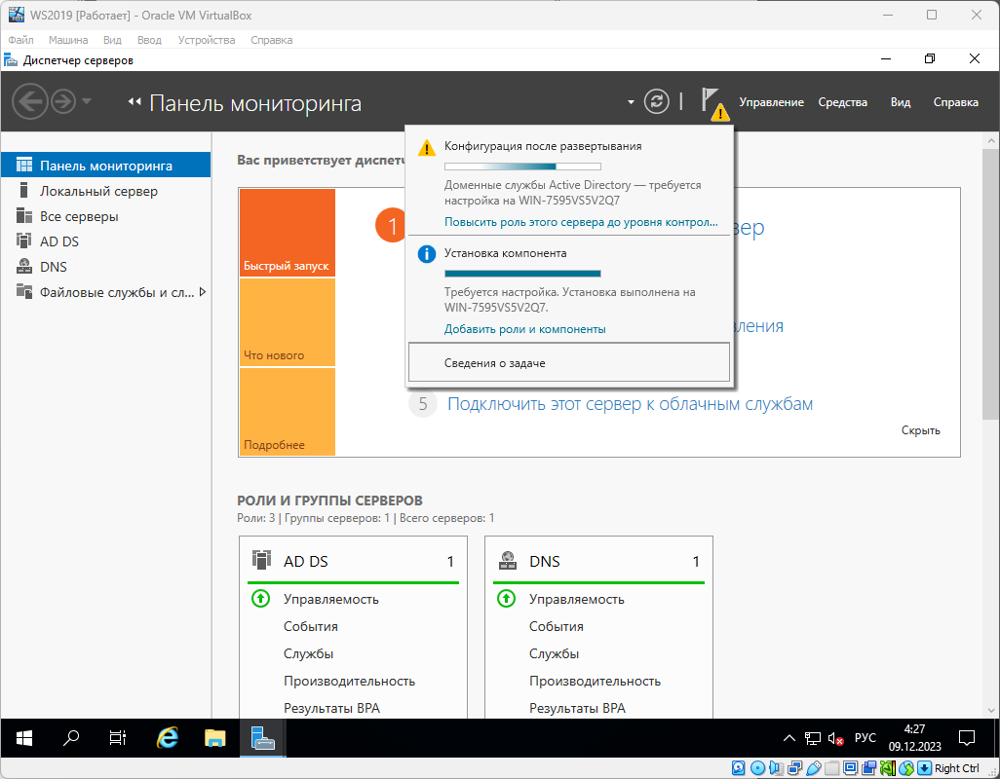 WS2019 [Работает] - Oracle VM VirtualBox
Файл Машина Вид Ввод Устройства Справка
Диспетчер серверов
Панель мониторинга
Управление Средства Вид Справка
Панель мониторинга
Локальный сервер
Все серверы
AD DS
DNS
Файловые службы и сл...
Вас приветствует диспетч
Быстрый запуск
Что нового
Подробнее
1
Конфигурация после развертывания
Доменные службы Active Directory — требуется
настройка на WIN-7595VS5V2Q7
Повысить роль этого сервера до уровня контрол...
Установка компонента
Требуется настройка. Установка выполнена на
WIN-7595VS5V2Q7.
Добавить роли и компоненты
Сведения о задаче
вер
вления
5 Подключить этот сервер к облачным службам
Скрыть
РОЛИ И ГРУППЫ СЕРВЕРОВ
Роли: 3 | Группы серверов: 1 | Всего серверов: 1
AD DS 1
Управляемость
События
Службы
Производительность
Результаты BPA
DNS 1
Управляемость
События
Службы
Производительность
Результаты BPA
РУС
4:27
09.12.2023
Right Ctrl